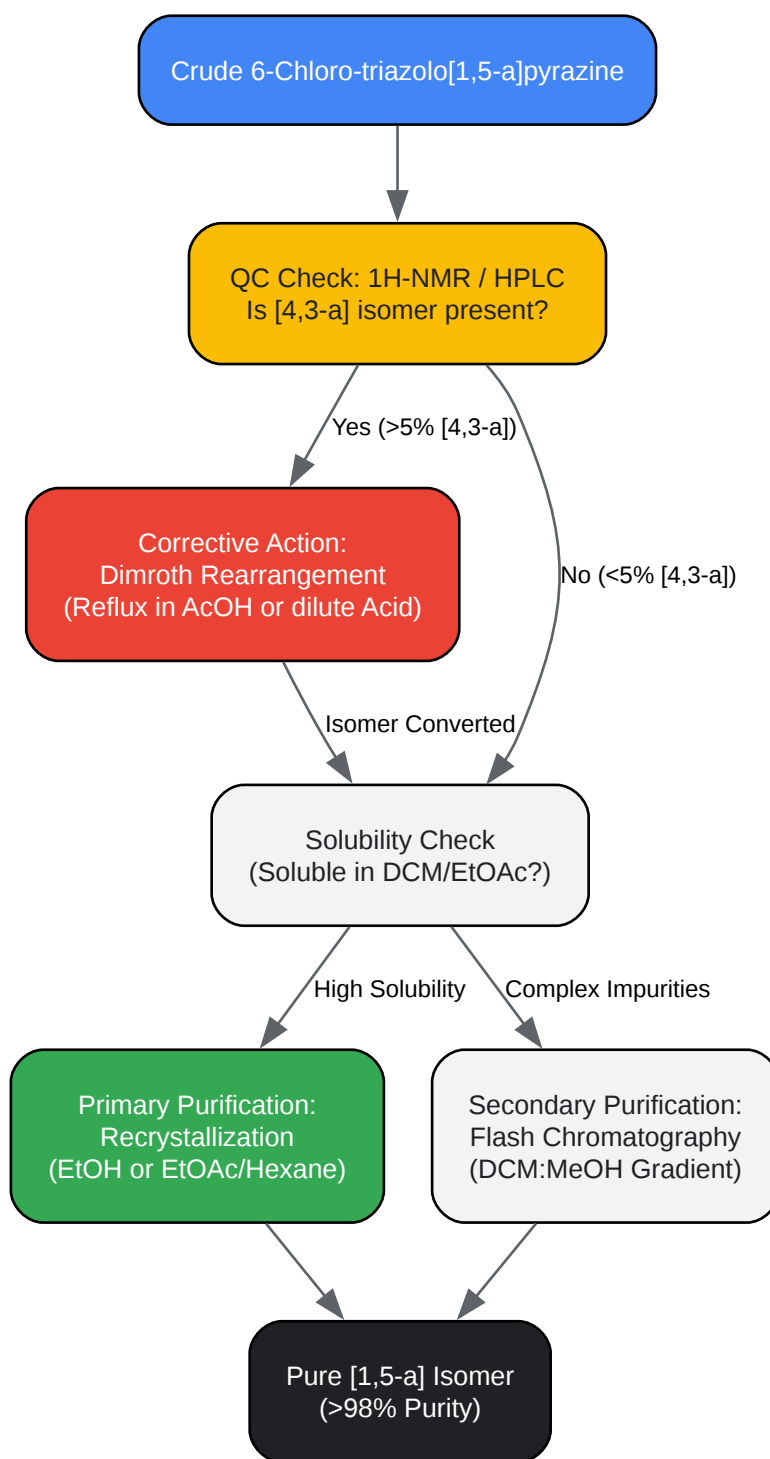 Crude 6-Chloro-triazolo[1,5-a]pyrazine
QC Check: 1H-NMR / HPLC
Is [4,3-a] isomer present?
Yes (>5% [4,3-a])
Corrective Action:
Dimroth Rearrangement
(Reflux in AcOH or dilute Acid)
No (<5% [4,3-a])
Isomer Converted
Solubility Check
(Soluble in DCM/EtOAc?)
High Solubility
Complex Impurities
Primary Purification:
Recrystallization
(EtOH or EtOAc/Hexane)
Secondary Purification:
Flash Chromatography
(DCM:MeOH Gradient)
Pure [1,5-a] Isomer
(>98% Purity)